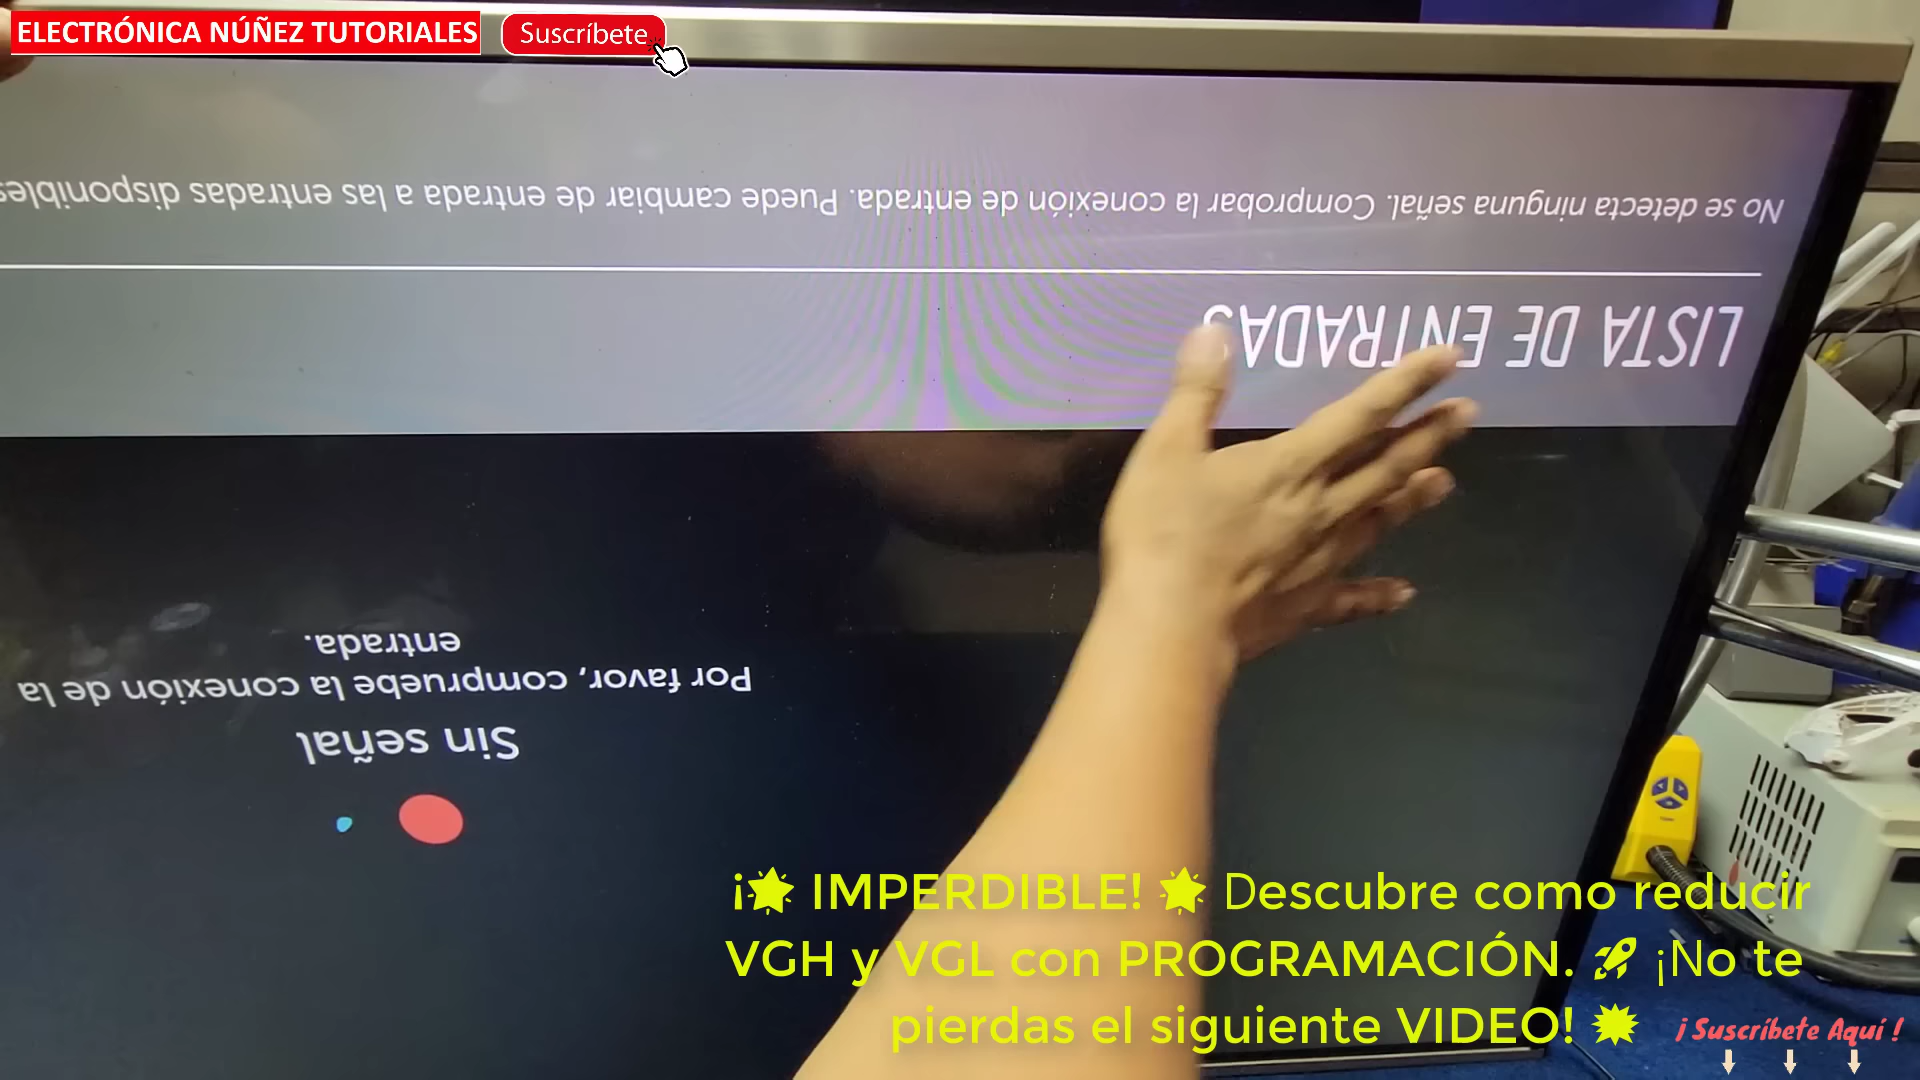 ELECTRÓNICA NÚÑEZ TUTORIALES
Suscríbete
No se detecta ninguna señal. Comprobar la conexión de entrada. Puede cambiar de entrada a las entradas disponibles
LISTA DE ENTRADAS
entrada.
Por favor, compruebe la conexión de la
Sin señal
¡🌟 IMPERDIBLE! 🌟 Descubre como reducir
VGH y VGL con PROGRAMACIÓN. 🚀 ¡No te
pierdas el siguiente VIDEO! ✹
¡ Suscríbete Aquí !